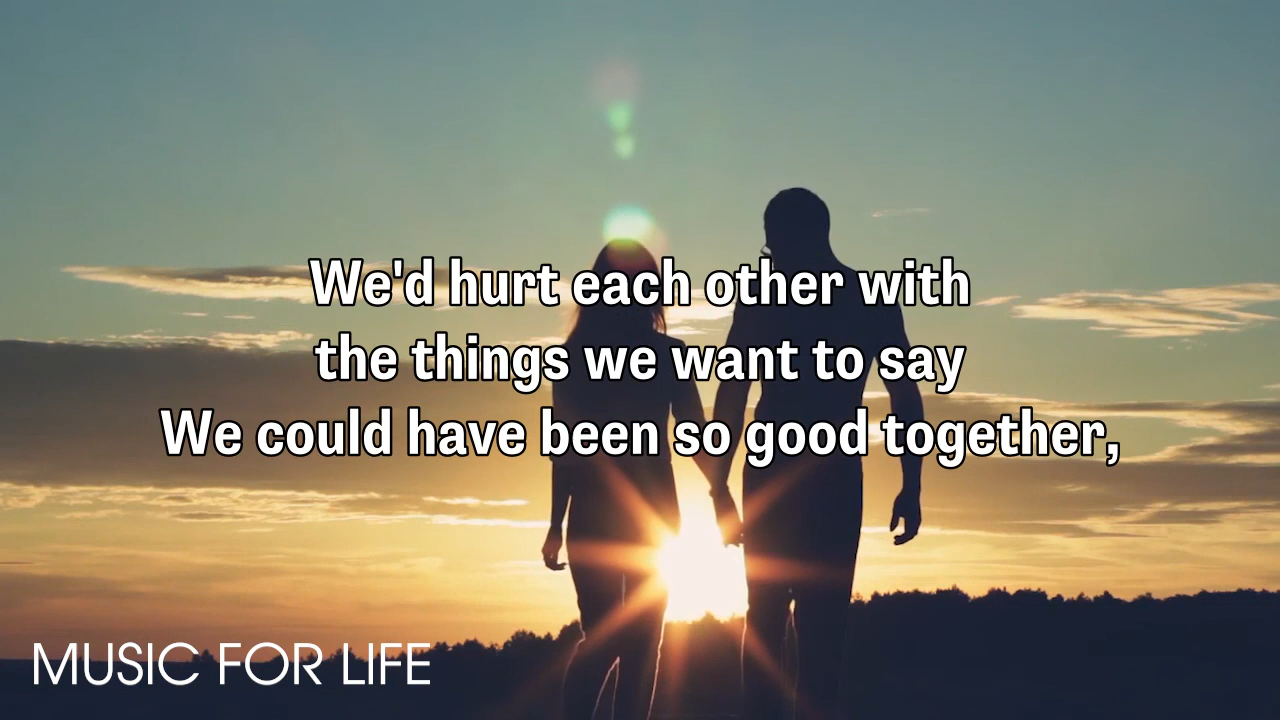 We'd hurt each other with
the things we want to say
We could have been so good together,
MUSIC FOR LIFE